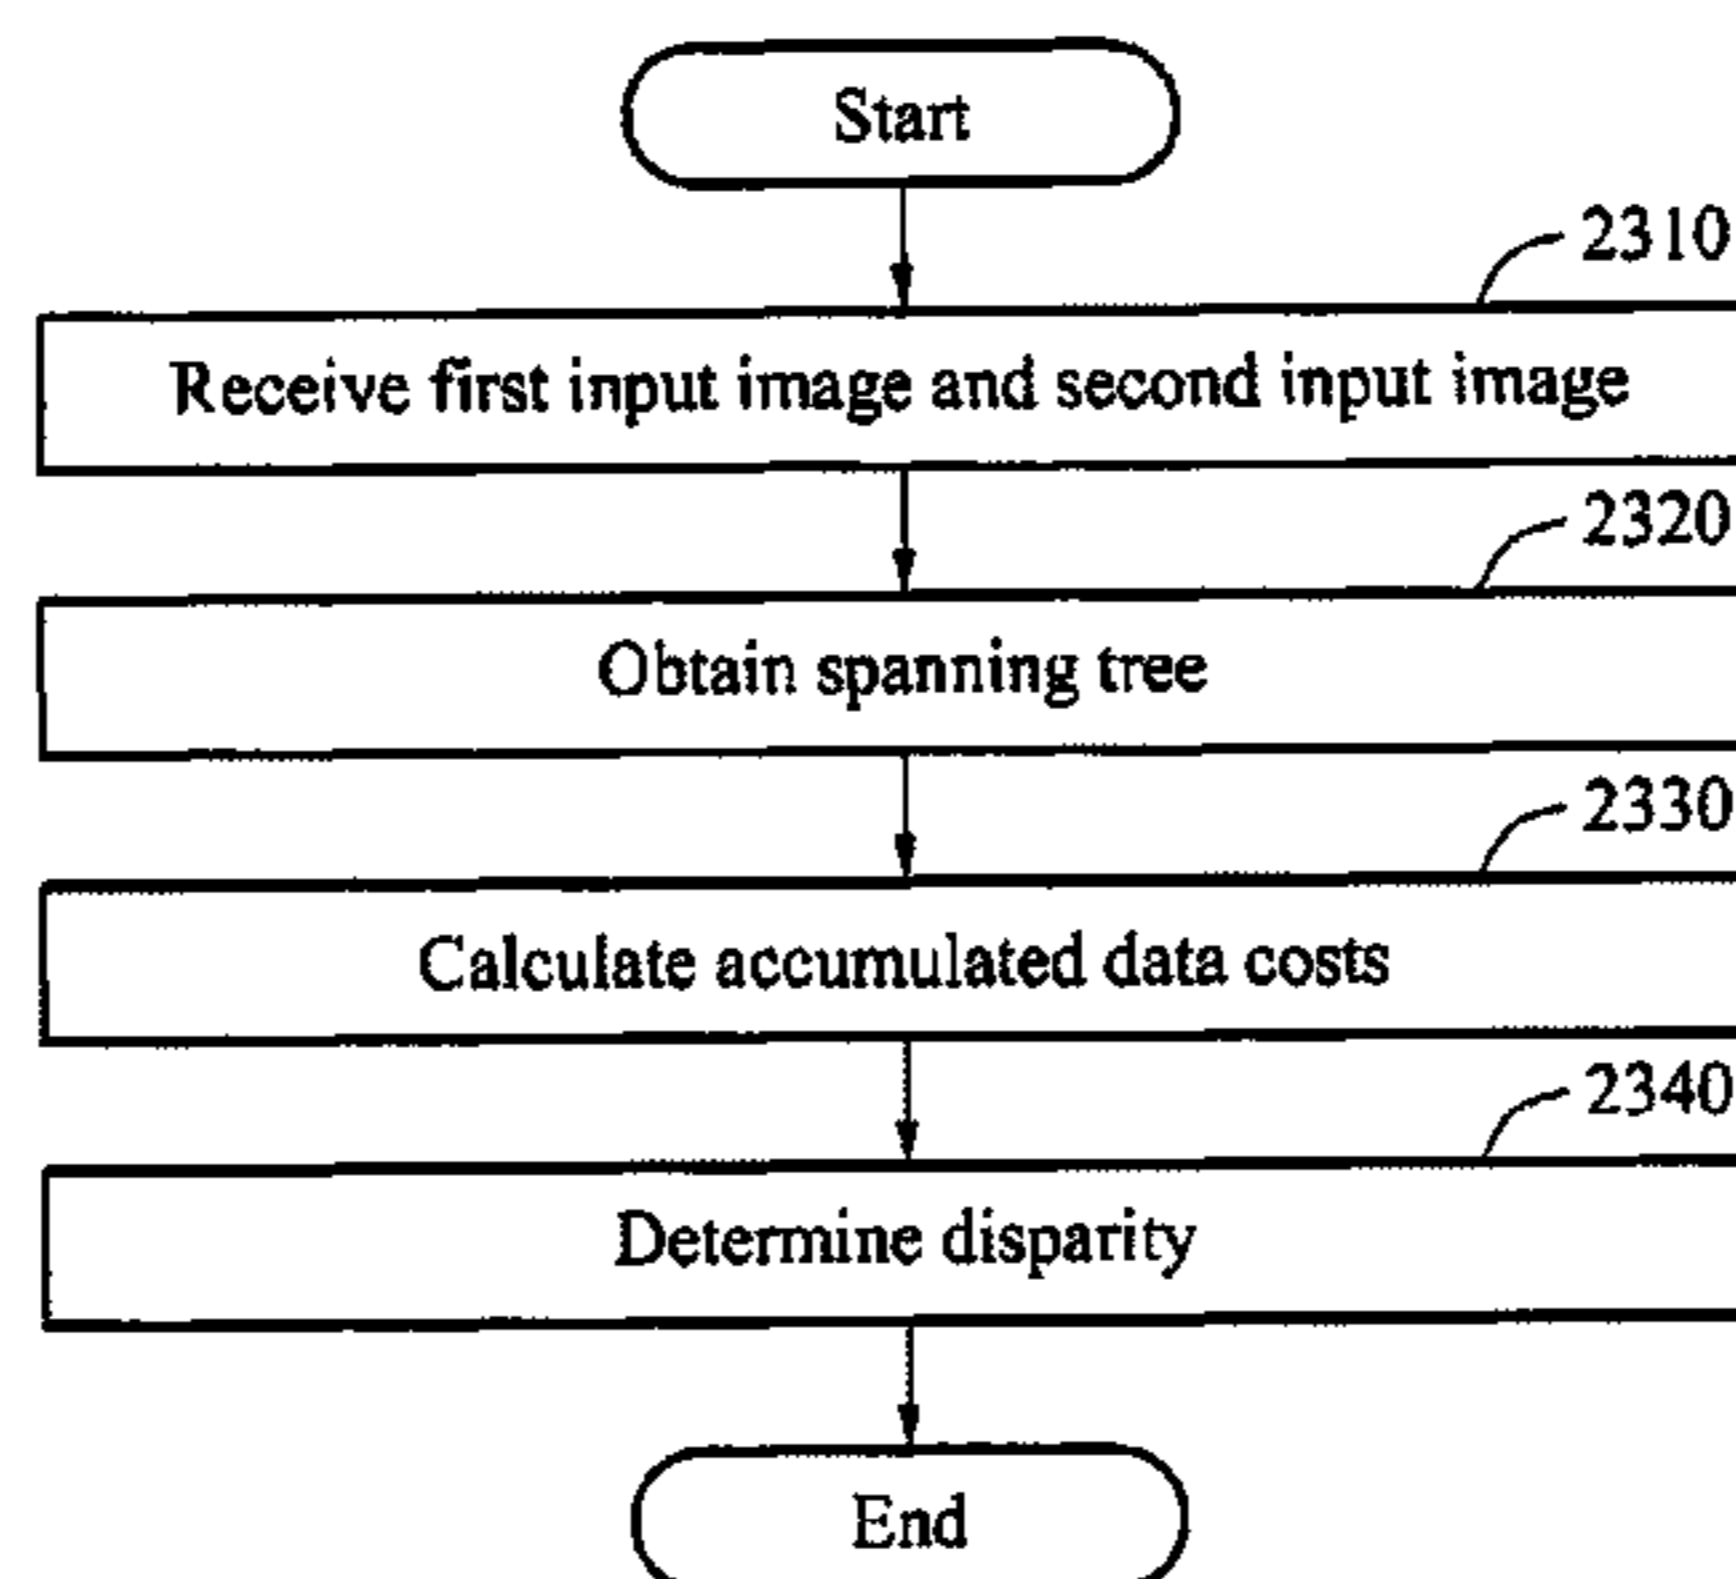 Start
2310
Receive first input image and second input image
2320
Obtain spanning tree
2330
Calculate accumulated data costs
2340
Determine disparity
End